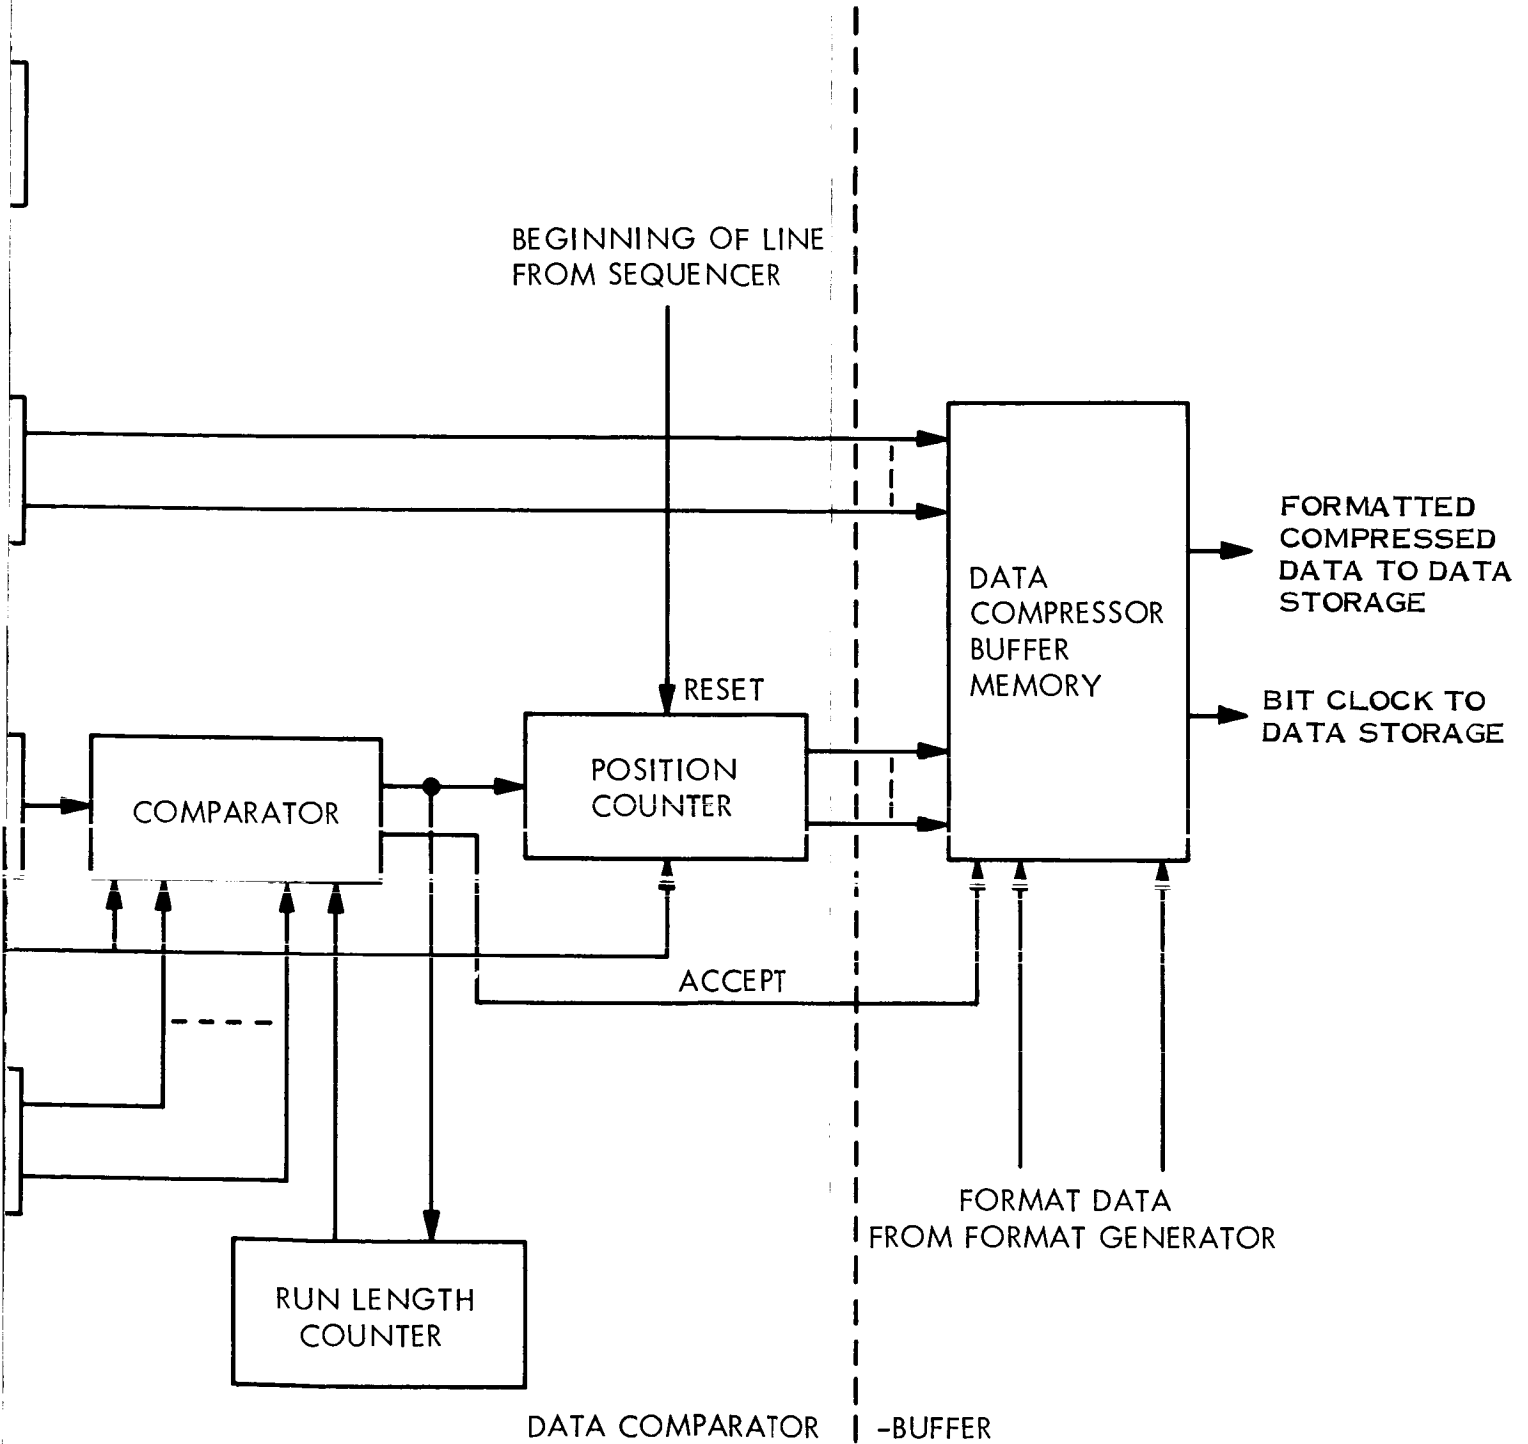 BEGINNING OF LINE
FROM SEQUENCER
FORMATTED
COMPRESSED
DATA TO DATA
STORAGE
DATA
COMPRESSOR
BUFFER
MEMORY
RESET
BIT CLOCK TO
DATA STORAGE
POSITION
COUNTER
COMPARATOR
ACCEPT
FORMAT DATA
FROM FORMAT GENERATOR
RUN LENGTH
COUNTER
DATA COMPARATOR
-BUFFER